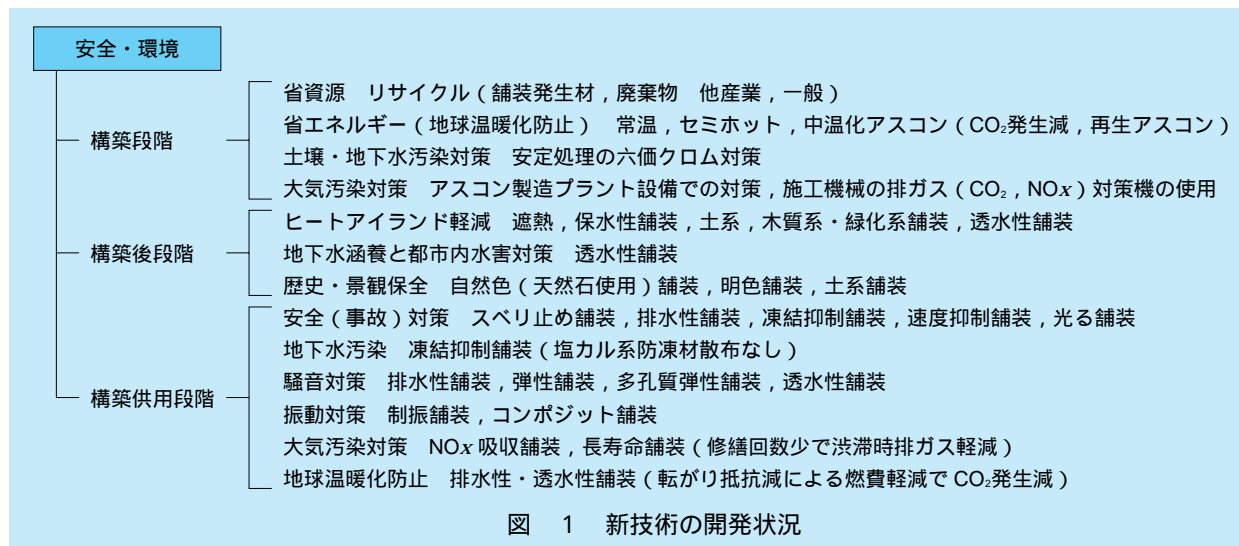 安全・環境
構築段階
省資源　リサイクル（舗装発生材，廃棄物　他産業，一般）
省エネルギー（地球温暖化防止）　常温，セミホット，中温化アスコン（CO₂発生減，再生アスコン）
土壌・地下水汚染対策　安定処理の六価クロム対策
大気汚染対策　アスコン製造プラント設備での対策，施工機械の排ガス（CO₂，NOx）対策機の使用
構築後段階
ヒートアイランド軽減　遮熱，保水性舗装，土系，木質系・緑化系舗装，透水性舗装
地下水涵養と都市内水害対策　透水性舗装
歴史・景観保全　自然色（天然石使用）舗装，明色舗装，土系舗装
構築供用段階
安全（事故）対策　スベリ止め舗装，排水性舗装，凍結抑制舗装，速度抑制舗装，光る舗装
地下水汚染　凍結抑制舗装（塩カル系防凍材散布なし）
騒音対策　排水性舗装，弾性舗装，多孔質弾性舗装，透水性舗装
振動対策　制振舗装，コンポジット舗装
大気汚染対策　NOx 吸収舗装，長寿命舗装（修繕回数少で渋滞時排ガス軽減）
地球温暖化防止　排水性・透水性舗装（転がり抵抗減による燃費軽減で CO₂発生減）
図　1　新技術の開発状況